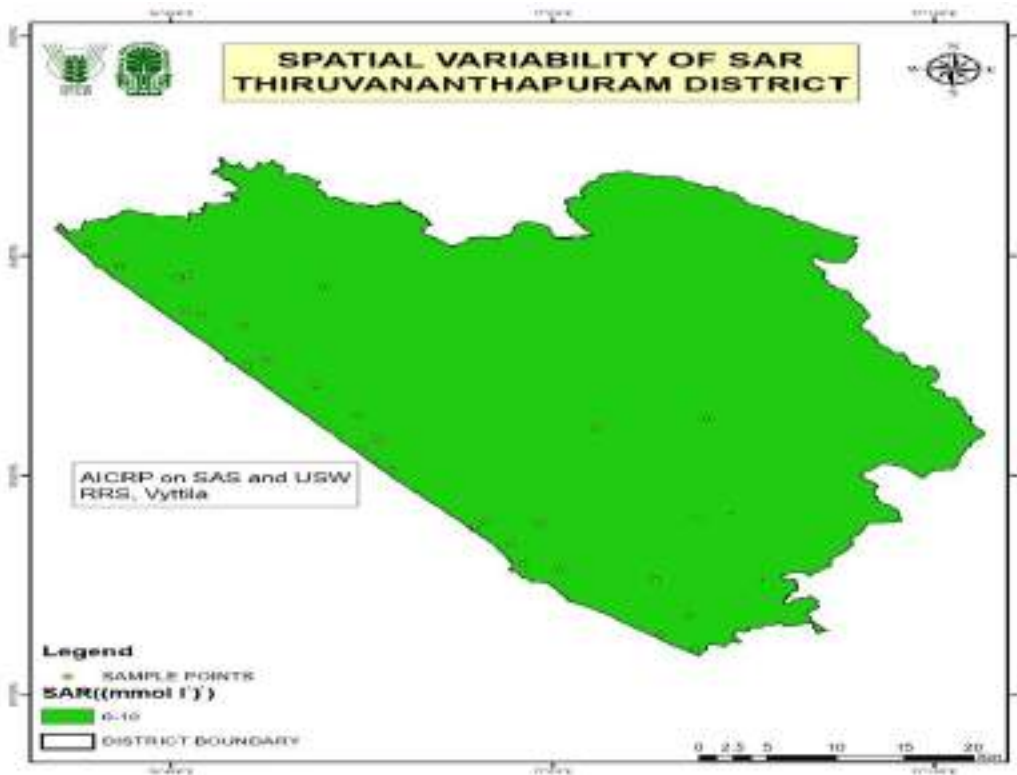 SPATIAL VARIABILITY OF SAR
THIRUVANANTHAPURAM DISTRICT
N
W E
S
AICRP on SAS and USW
RRS, Vyttila
Legend
SAMPLE POINTS
SAR((mmol l
0-10
DISTRICT BOUNDARY
0 2.5 5 10 15 20